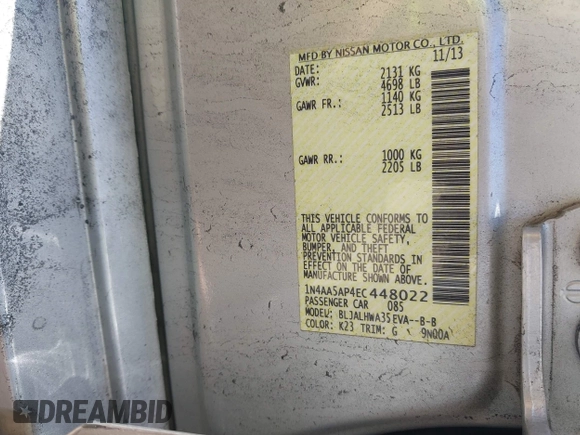 MFD BY NISSAN MOTOR CO., LTD.
DATE: 11/13
GVWR: 2131 KG
4698 LB
GAWR FR.: 1140 KG
2513 LB
GAWR RR.: 1000 KG
2205 LB
THIS VEHICLE CONFORMS TO
ALL APPLICABLE FEDERAL
MOTOR VEHICLE SAFETY,
BUMPER, AND THEFT
PREVENTION STANDARDS IN
EFFECT ON THE DATE OF
MANUFACTURE SHOWN ABOVE.
1N4AA5AP4EC448022
PASSENGER CAR 085
MODEL: BLJALHWA35EVA--B-B
COLOR: K23 TRIM: G 9N00A
DREAMBID